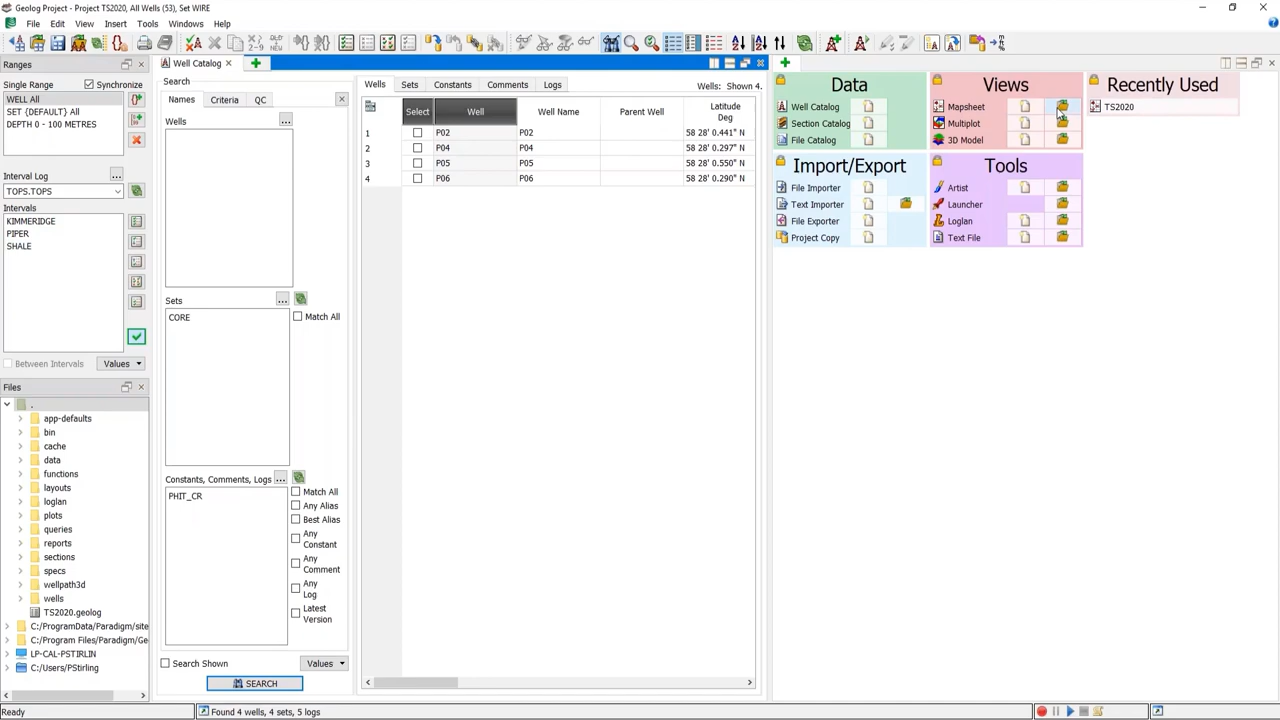 Geolog Project - Project TS2020, All Wells (53), Set WIRE
File Edit View Insert Tools Windows Help
Ranges
Single Range Synchronize
WELL All
SET {DEFAULT} All
DEPTH 0 - 100 METRES
Interval Log ...
TOPS.TOPS
Intervals
KIMMERIDGE
PIPER
SHALE
Between Intervals Values
Files
.
app-defaults
bin
cache
data
functions
layouts
loglan
plots
queries
reports
sections
specs
wellpath3d
wells
TS2020.geolog
C:/ProgramData/Paradigm/site
C:/Program Files/Paradigm/Ge
LP-CAL-PSTIRLIN
C:/Users/PStirling
Well Catalog
Search
Names Criteria QC
Wells ...
Sets ...
CORE
Match All
Constants, Comments, Logs ...
PHIT_CR
Match All
Any Alias
Best Alias
Any
Constant
Any
Comment
Any
Log
Latest
Version
Search Shown Values
SEARCH
Wells Sets Constants Comments Logs Wells: Shown 4.
Select Well Well Name Parent Well Latitude
Deg
1 P02 P02 58 28' 0.441" N
2 P04 P04 58 28' 0.297" N
3 P05 P05 58 28' 0.550" N
4 P06 P06 58 28' 0.290" N
Data
Well Catalog
Section Catalog
File Catalog
Views
Mapsheet
Multiplot
3D Model
Recently Used
TS2020
Import/Export
File Importer
Text Importer
File Exporter
Project Copy
Tools
Artist
Launcher
Loglan
Text File
Ready Found 4 wells, 4 sets, 5 logs